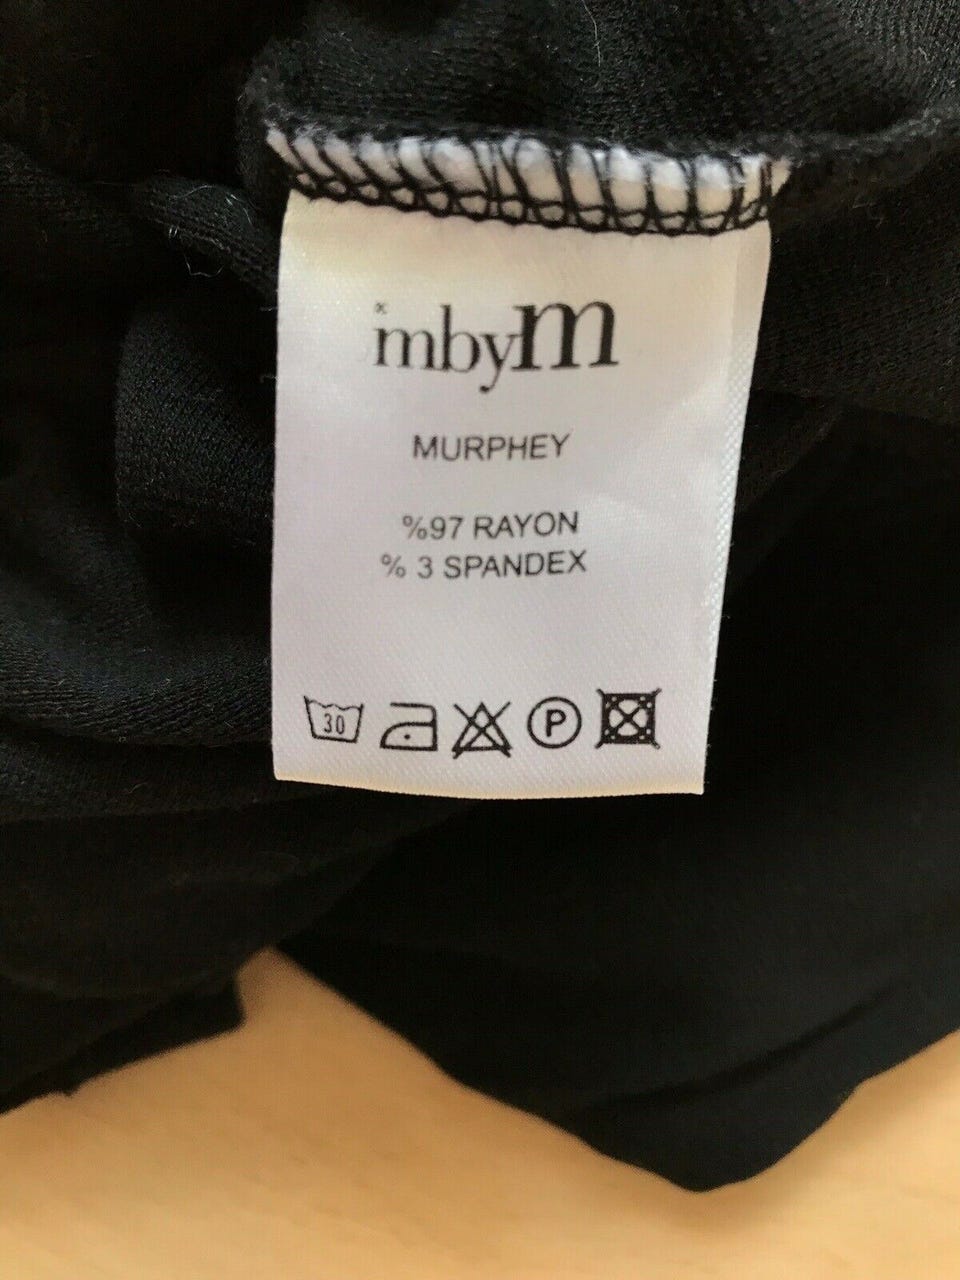 mbyM
MURPHEY
%97 RAYON
% 3 SPANDEX
30 P